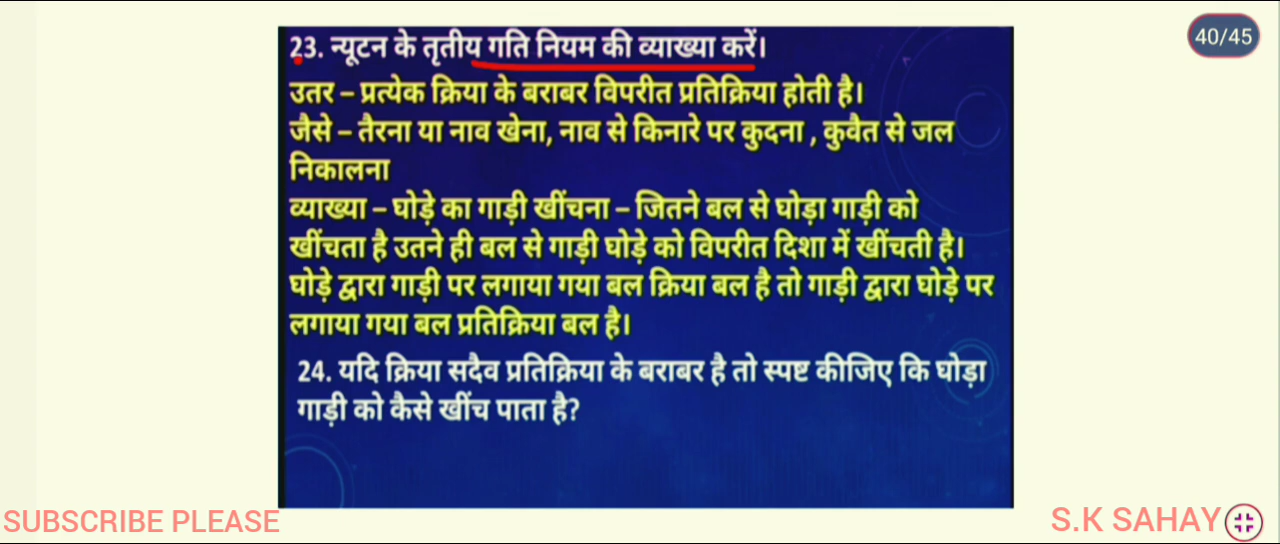 40/45
23. न्यूटन के तृतीय गति नियम की व्याख्या करें।
उतर – प्रत्येक क्रिया के बराबर विपरीत प्रतिक्रिया होती है।
जैसे – तैरना या नाव खेना, नाव से किनारे पर कुदना , कुवैत से जल
निकालना
व्याख्या – घोड़े का गाड़ी खींचना – जितने बल से घोड़ा गाड़ी को
खींचता है उतने ही बल से गाड़ी घोड़े को विपरीत दिशा में खींचती है।
घोड़े द्वारा गाड़ी पर लगाया गया बल क्रिया बल है तो गाड़ी द्वारा घोड़े पर
लगाया गया बल प्रतिक्रिया बल है।
24. यदि क्रिया सदैव प्रतिक्रिया के बराबर है तो स्पष्ट कीजिए कि घोड़ा
गाड़ी को कैसे खींच पाता है?
SUBSCRIBE PLEASE
S.K SAHAY